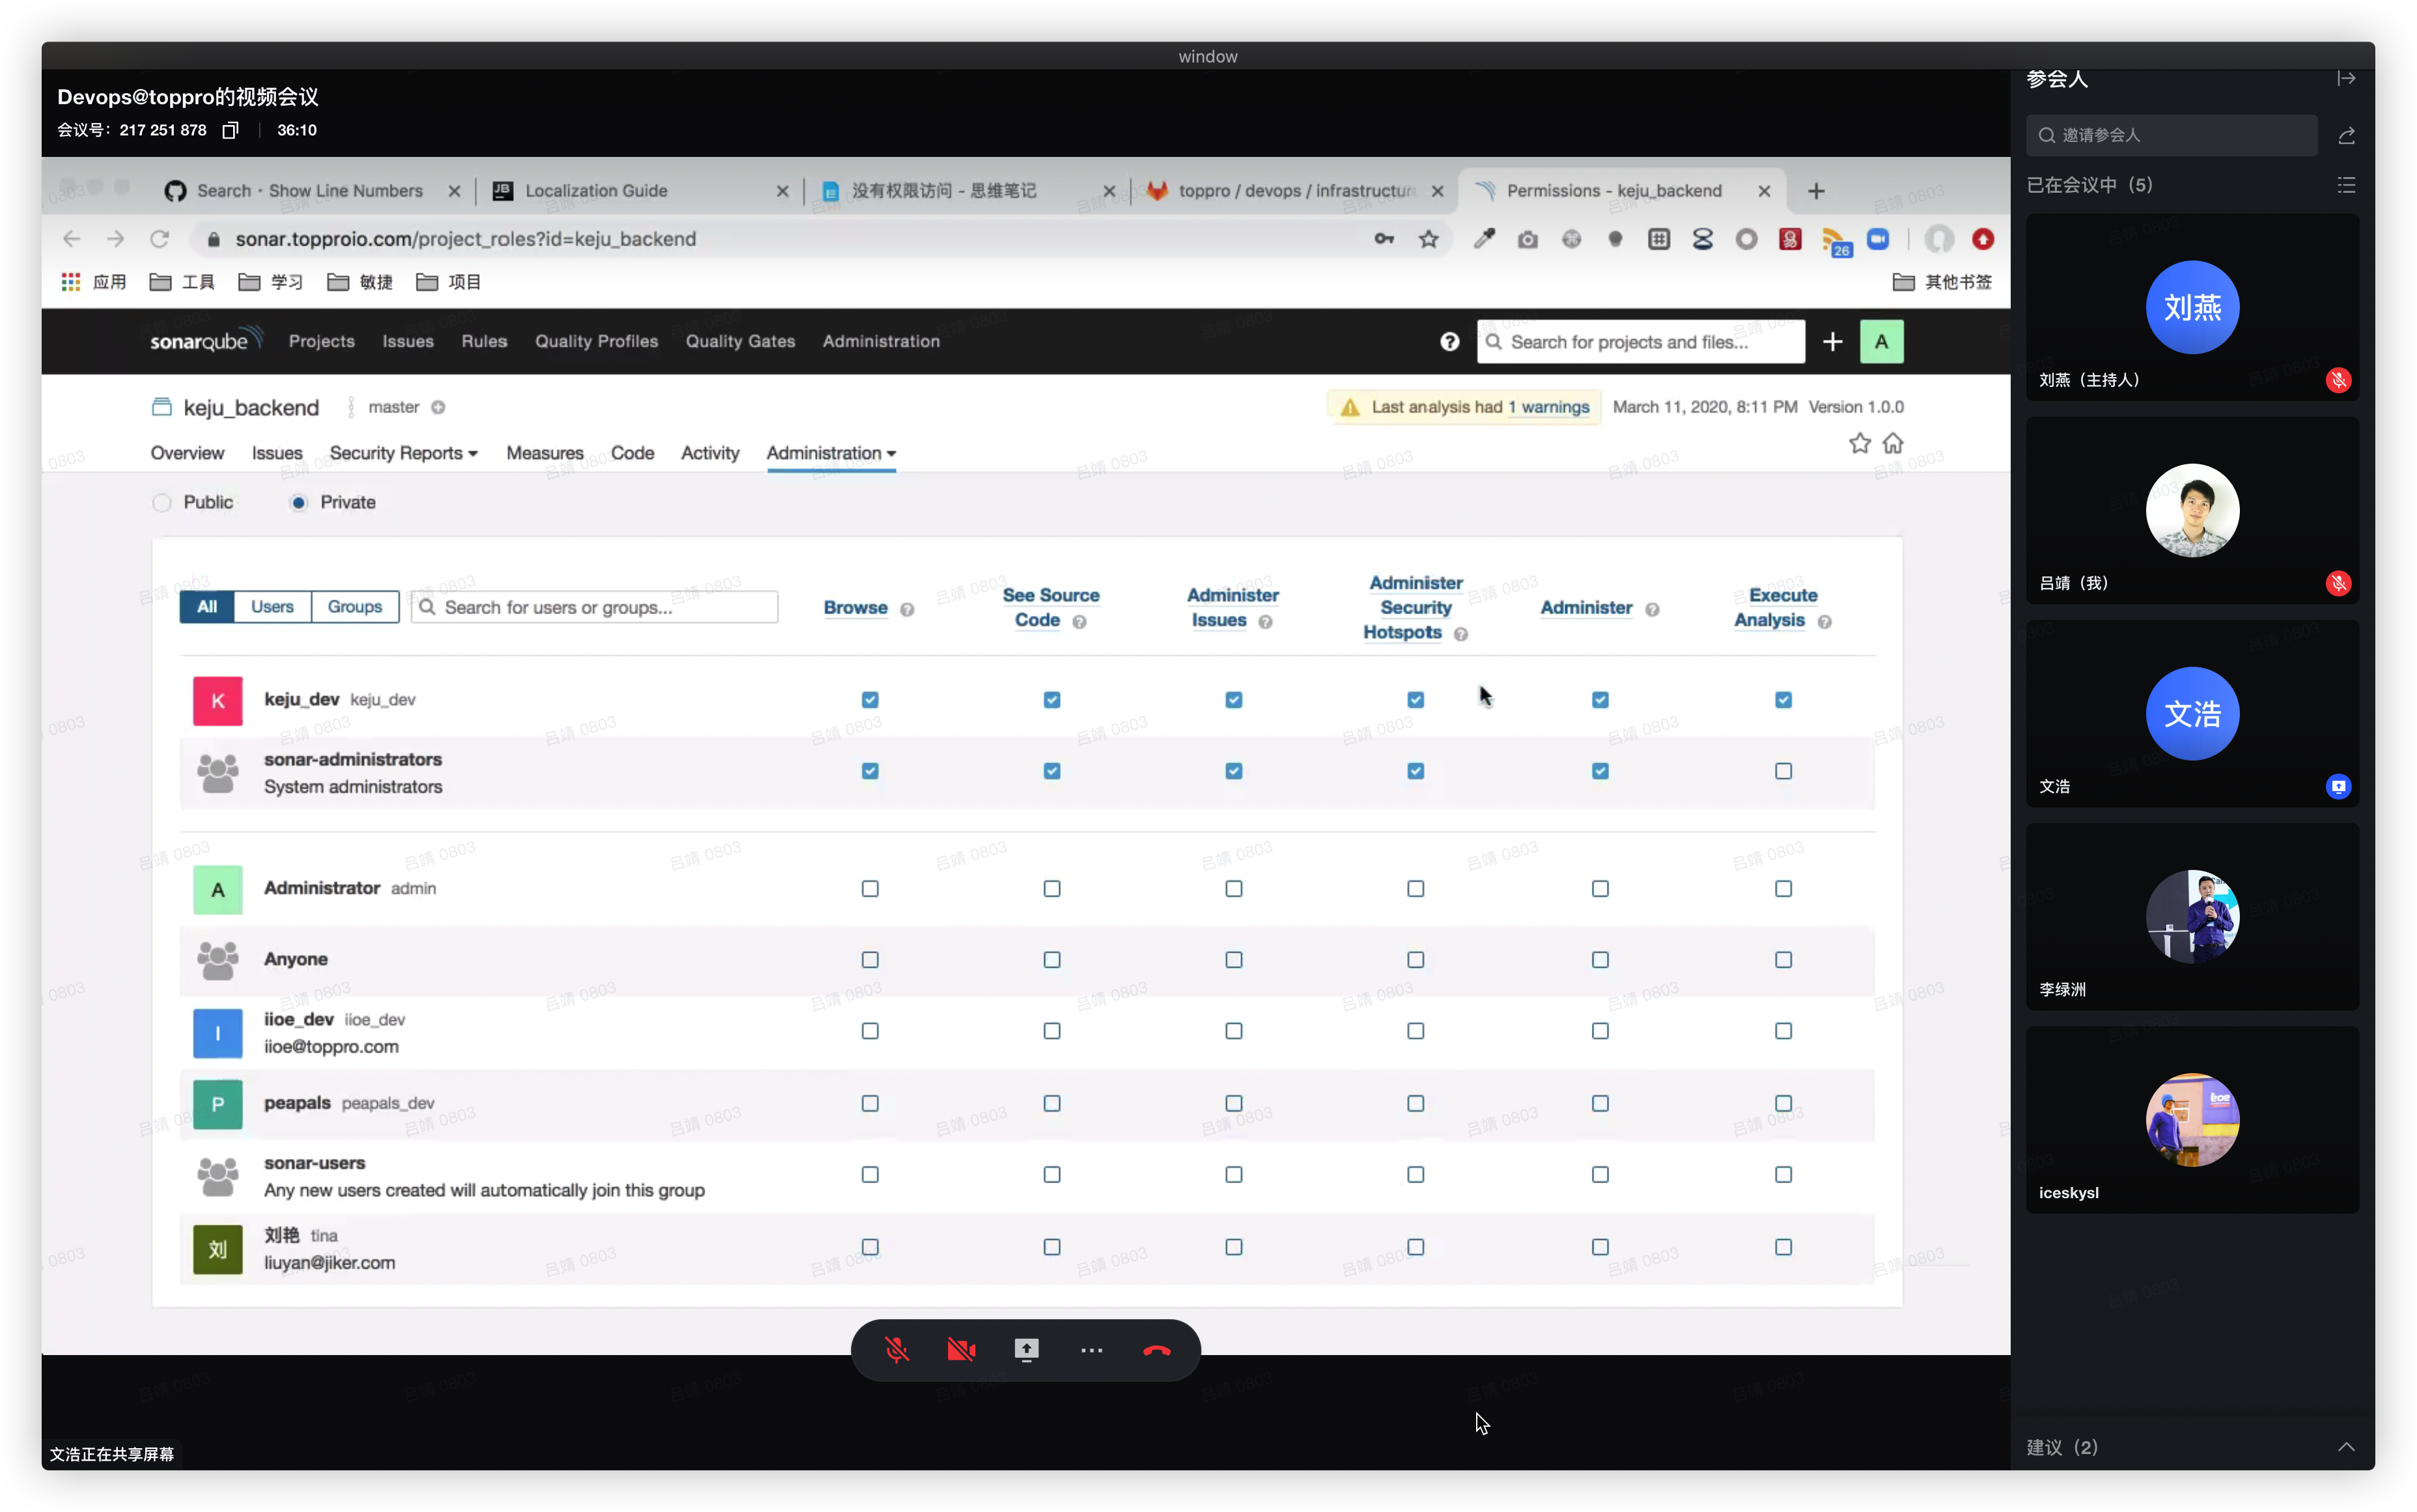 window
Devops@toppro的视频会议
会议号：217 251 878 36:10
Search · Show Line Numbers
Localization Guide
没有权限访问 - 思维笔记
toppro / devops / infrastructur
Permissions - keju_backend
sonar.topproio.com/project_roles?id=keju_backend
26
应用 工具 学习 敏捷 项目 其他书签
sonarqube Projects Issues Rules Quality Profiles Quality Gates Administration
Search for projects and files...
A
keju_backend master
Last analysis had 1 warnings March 11, 2020, 8:11 PM Version 1.0.0
Overview Issues Security Reports Measures Code Activity Administration
Public Private
All Users Groups Search for users or groups...
Browse
See Source Code
Administer Issues
Administer Security Hotspots
Administer
Execute Analysis
K keju_dev keju_dev
sonar-administrators
System administrators
A Administrator admin
Anyone
I iioe_dev iioe_dev
iioe@toppro.com
P peapals peapals_dev
sonar-users
Any new users created will automatically join this group
刘 刘艳 tina
liuyan@jiker.com
文浩正在共享屏幕
参会人
邀请参会人
已在会议中（5）
刘燕
刘燕（主持人）
吕靖（我）
文浩
文浩
李绿洲
iceskysl
建议（2）
吕靖 0803